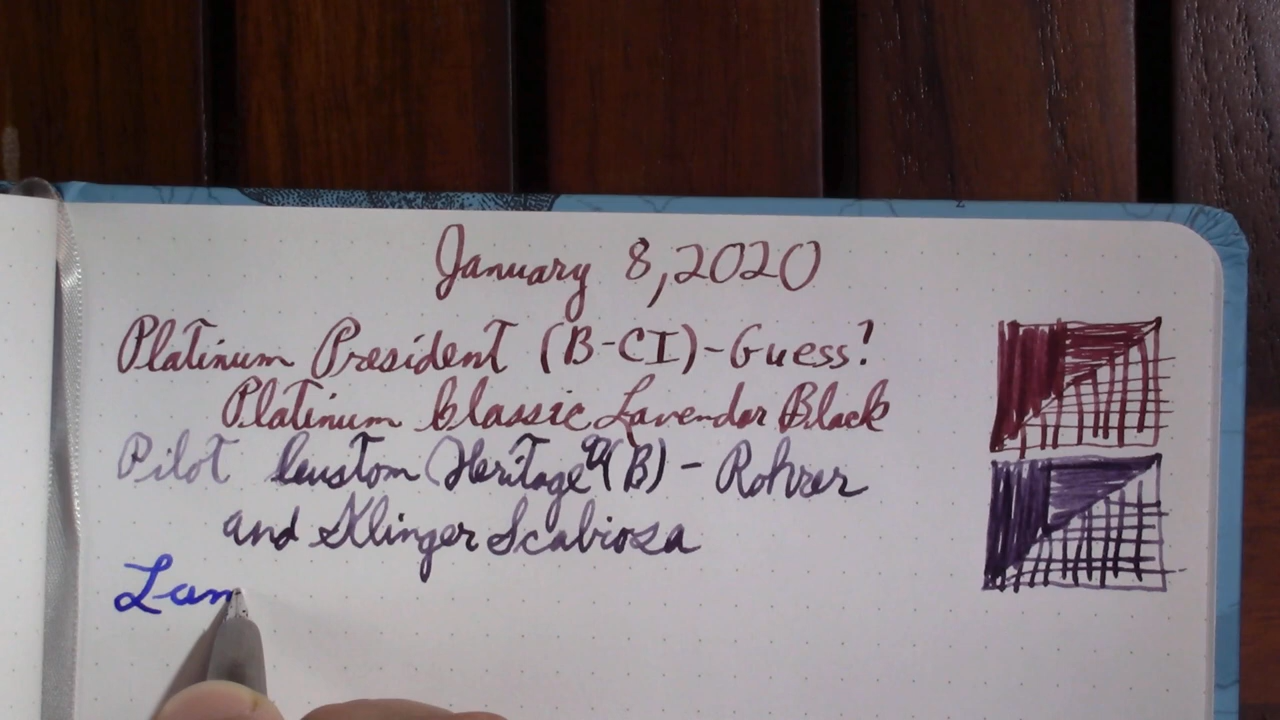 January 8, 2020
Platinum President (B-CI) - Guess?
Platinum Classic Lavendar Black
Pilot Custom Heritage 91 (B) - Rohrer
and Klinger Scabiosa
Lam